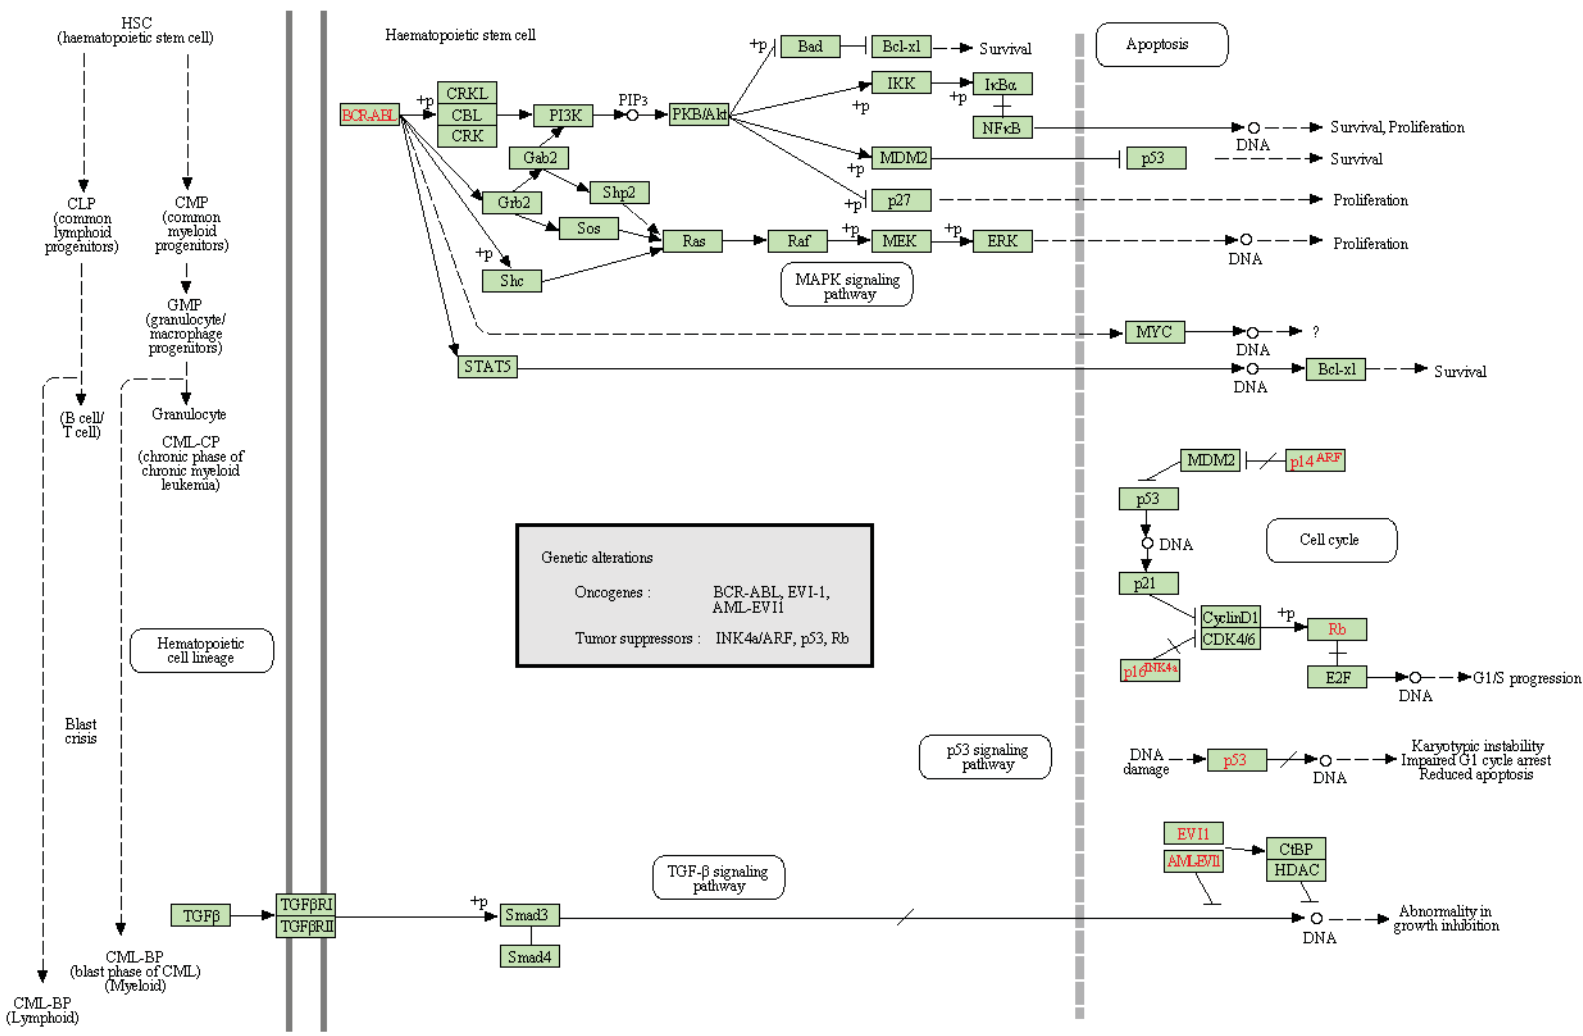 HSC
(haematopoietic stem cell)
CLP
(common
lymphoid
progenitors)
CMP
(common
myeloid
progenitors)
GMP
(granulocyte/
macrophage
progenitors)
(B cell/
T cell)
Granulocyte
CML-CP
(chronic phase of
chronic myeloid
leukemia)
Hematopoietic
cell lineage
Blast
crisis
CML-BP
(blast phase of CML)
(Myeloid)
CML-BP
(Lymphoid)
Haematopoietic stem cell
BCR-ABL
+p
CRKL
CBL
CRK
PI3K
PIP3
PKB/Akt
Gab2
Grb2
Shp2
Sos
+p
Shc
Ras
Raf
+p
MEK
+p
ERK
DNA
Proliferation
MAPK signaling
pathway
+p
Bad
Bcl-xl
Survival
+p
IKK
+p
IκBα
NFκB
DNA
Survival, Proliferation
+p
MDM2
p53
Survival
+p
p27
Proliferation
Apoptosis
MYC
DNA
?
STAT5
DNA
Bcl-xl
Survival
MDM2
p14ARF
p53
DNA
p21
Cell cycle
CyclinD1
CDK4/6
+p
Rb
p16INK4a
E2F
DNA
G1/S progression
Genetic alterations
Oncogenes : BCR-ABL, EVI-1,
AML-EVI1
Tumor suppressors : INK4a/ARF, p53, Rb
p53 signaling
pathway
DNA
damage
p53
DNA
Karyotypic instability
Impaired G1 cycle arrest
Reduced apoptosis
EVI1
AML-EVI1
CtBP
HDAC
TGF-β signaling
pathway
TGFβ
TGFβRI
TGFβRII
+p
Smad3
Smad4
DNA
Abnormality in
growth inhibition